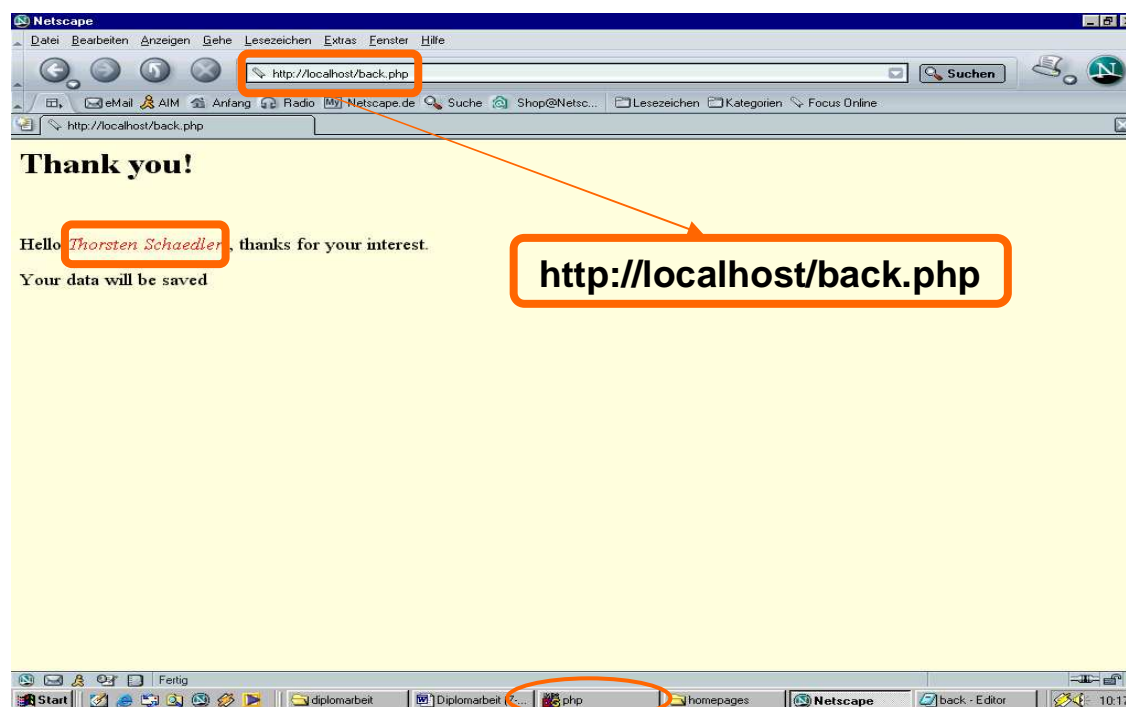 Netscape
Datei Bearbeiten Anzeigen Gehe Lesezeichen Extras Fenster Hilfe
http://localhost/back.php Suchen N
eMail AIM Anfang Radio My Netscape.de Suche Shop@Netsc... Lesezeichen Kategorien Focus Online
http://localhost/back.php
Thank you!
Hello Thorsten Schaedler, thanks for your interest.
http://localhost/back.php
Your data will be saved
Fertig
Start diplomarbeit Diplomarbeit php homepages Netscape back - Editor 10:17